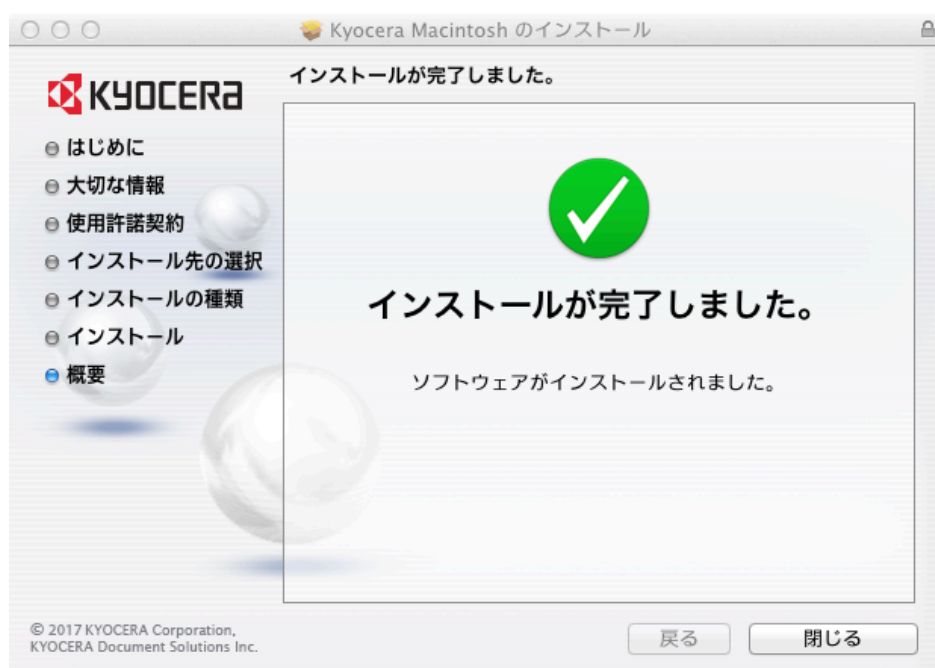 Kyocera Macintosh のインストール
KYOCERA
インストールが完了しました。
はじめに
大切な情報
使用許諾契約
インストール先の選択
インストールの種類
インストール
概要
インストールが完了しました。
ソフトウェアがインストールされました。
© 2017 KYOCERA Corporation,
KYOCERA Document Solutions Inc.
戻る
閉じる